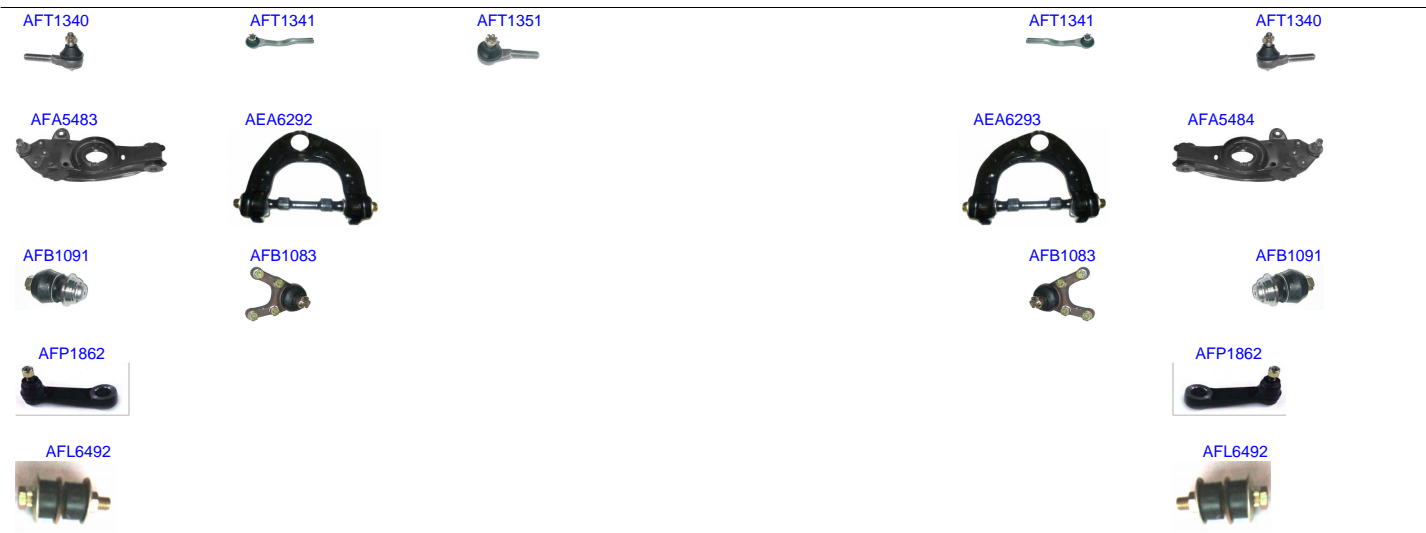 AFT1340 AFT1341 AFT1351 AFT1341 AFT1340
AFA5483 AEA6292 AEA6293 AFA5484
AFB1091 AFB1083 AFB1083 AFB1091
AFP1862 AFP1862
AFL6492 AFL6492